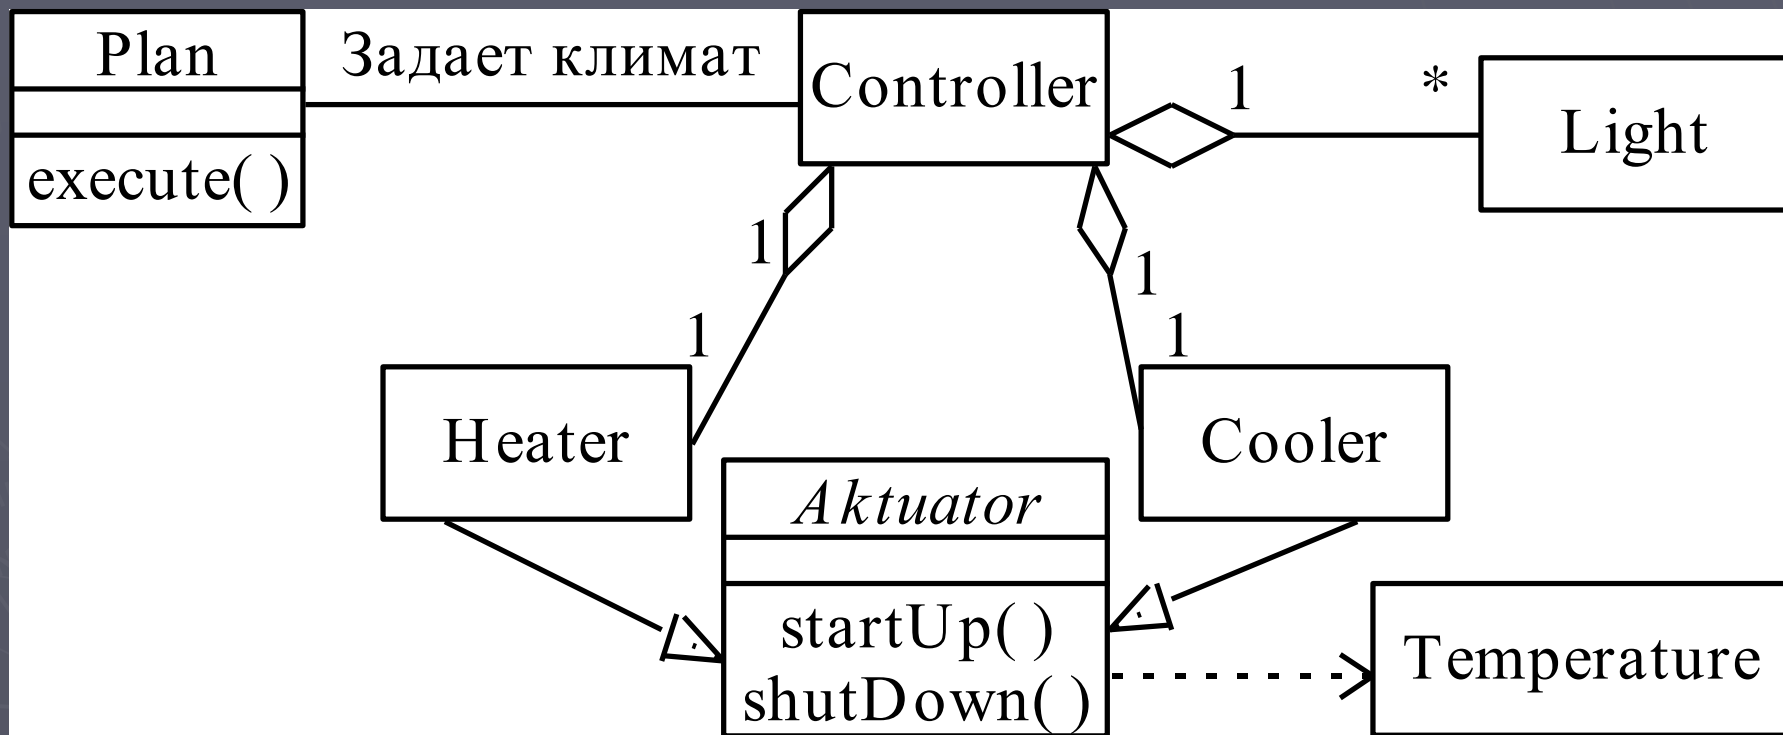 Plan
execute( )
Задает климат
Controller
1
*
Light
1
1
1
1
Heater
Cooler
Aktuator
startUp( )
shutDown( )
Temperature